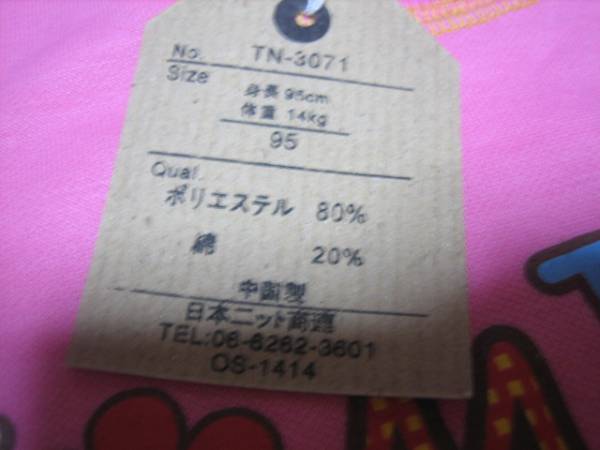 No. TN-3071
Size
身長 95cm
体重 14kg
95
Qual.
ポリエステル 80%
綿 20%
中国製
日本ニット商連
TEL:06-6262-3601
OS-1414